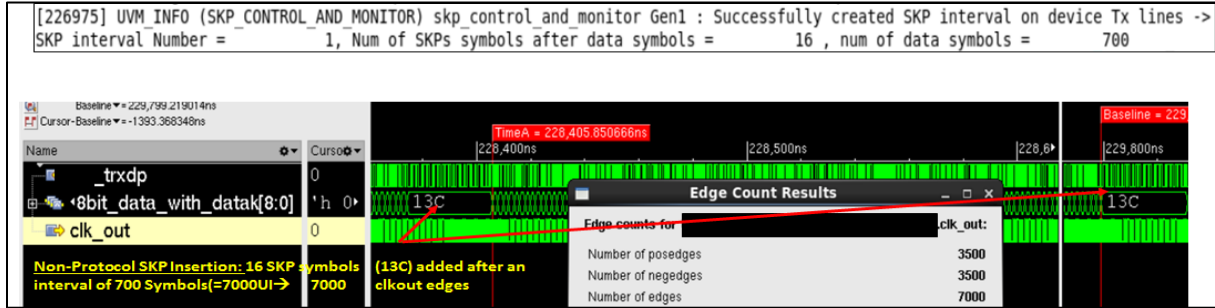 [226975] UVM_INFO (SKP_CONTROL_AND_MONITOR) skp_control_and_monitor Gen1 : Successfully created SKP interval on device Tx lines ->
SKP interval Number = 1, Num of SKPs symbols after data symbols = 16 , num of data symbols = 700
Baseline = 229,799.219014ns
Cursor-Baseline = -1393.368348ns
Baseline = 229
TimeA = 228,405.850666ns
Name Curso
228,400ns 228,500ns 228,6 229,800ns
_trxdp 0
8bit_data_with_datak[8:0] 'h 0 13C 13C
clk_out 0
Edge Count Results
Edge counts for .clk_out:
Number of posedges 3500
Number of negedges 3500
Number of edges 7000
Non-Protocol SKP Insertion: 16 SKP symbols (13C) added after an
interval of 700 Symbols(=7000UI→ 7000 clkout edges